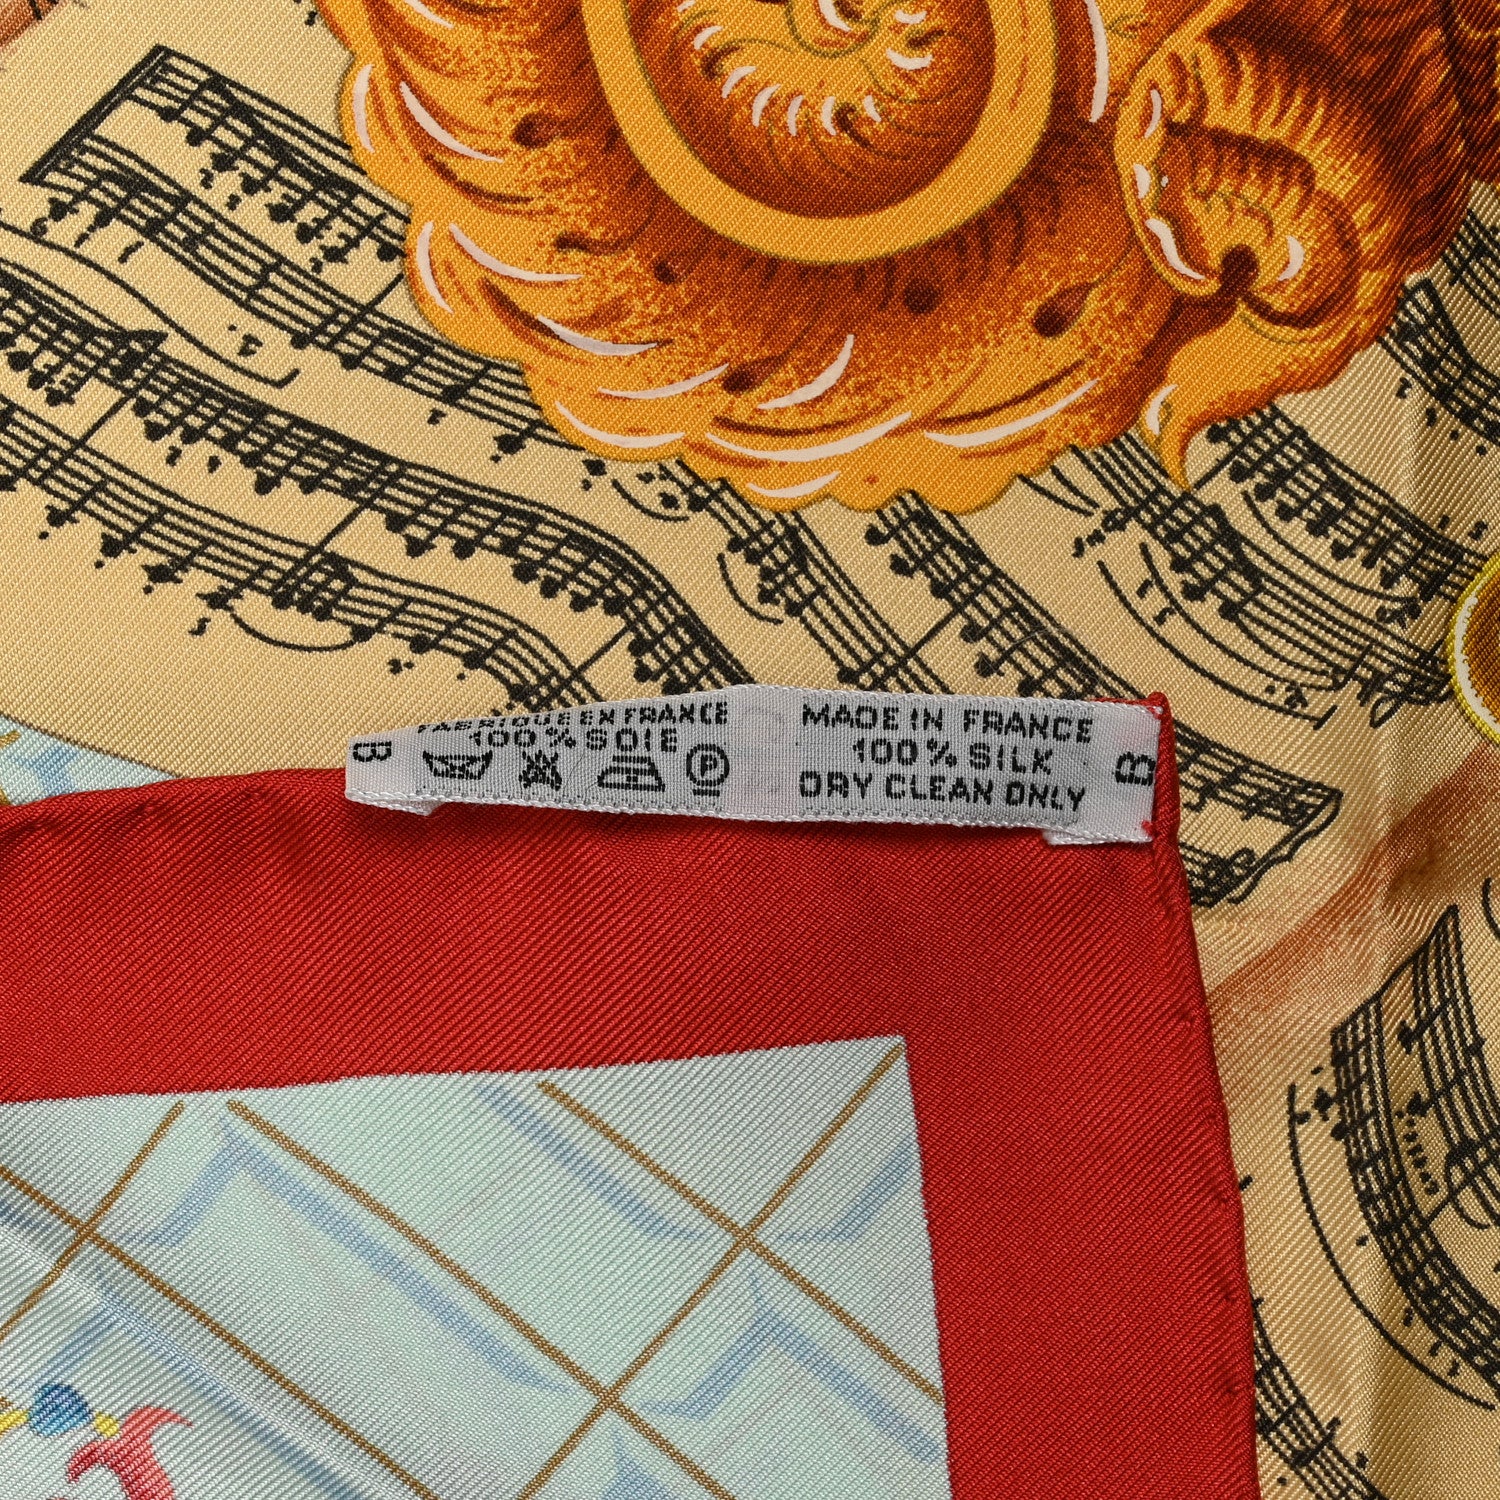 B
FABRIQUE EN FRANCE
100 % SOIE
P
MADE IN FRANCE
100 % SILK
DRY CLEAN ONLY
B